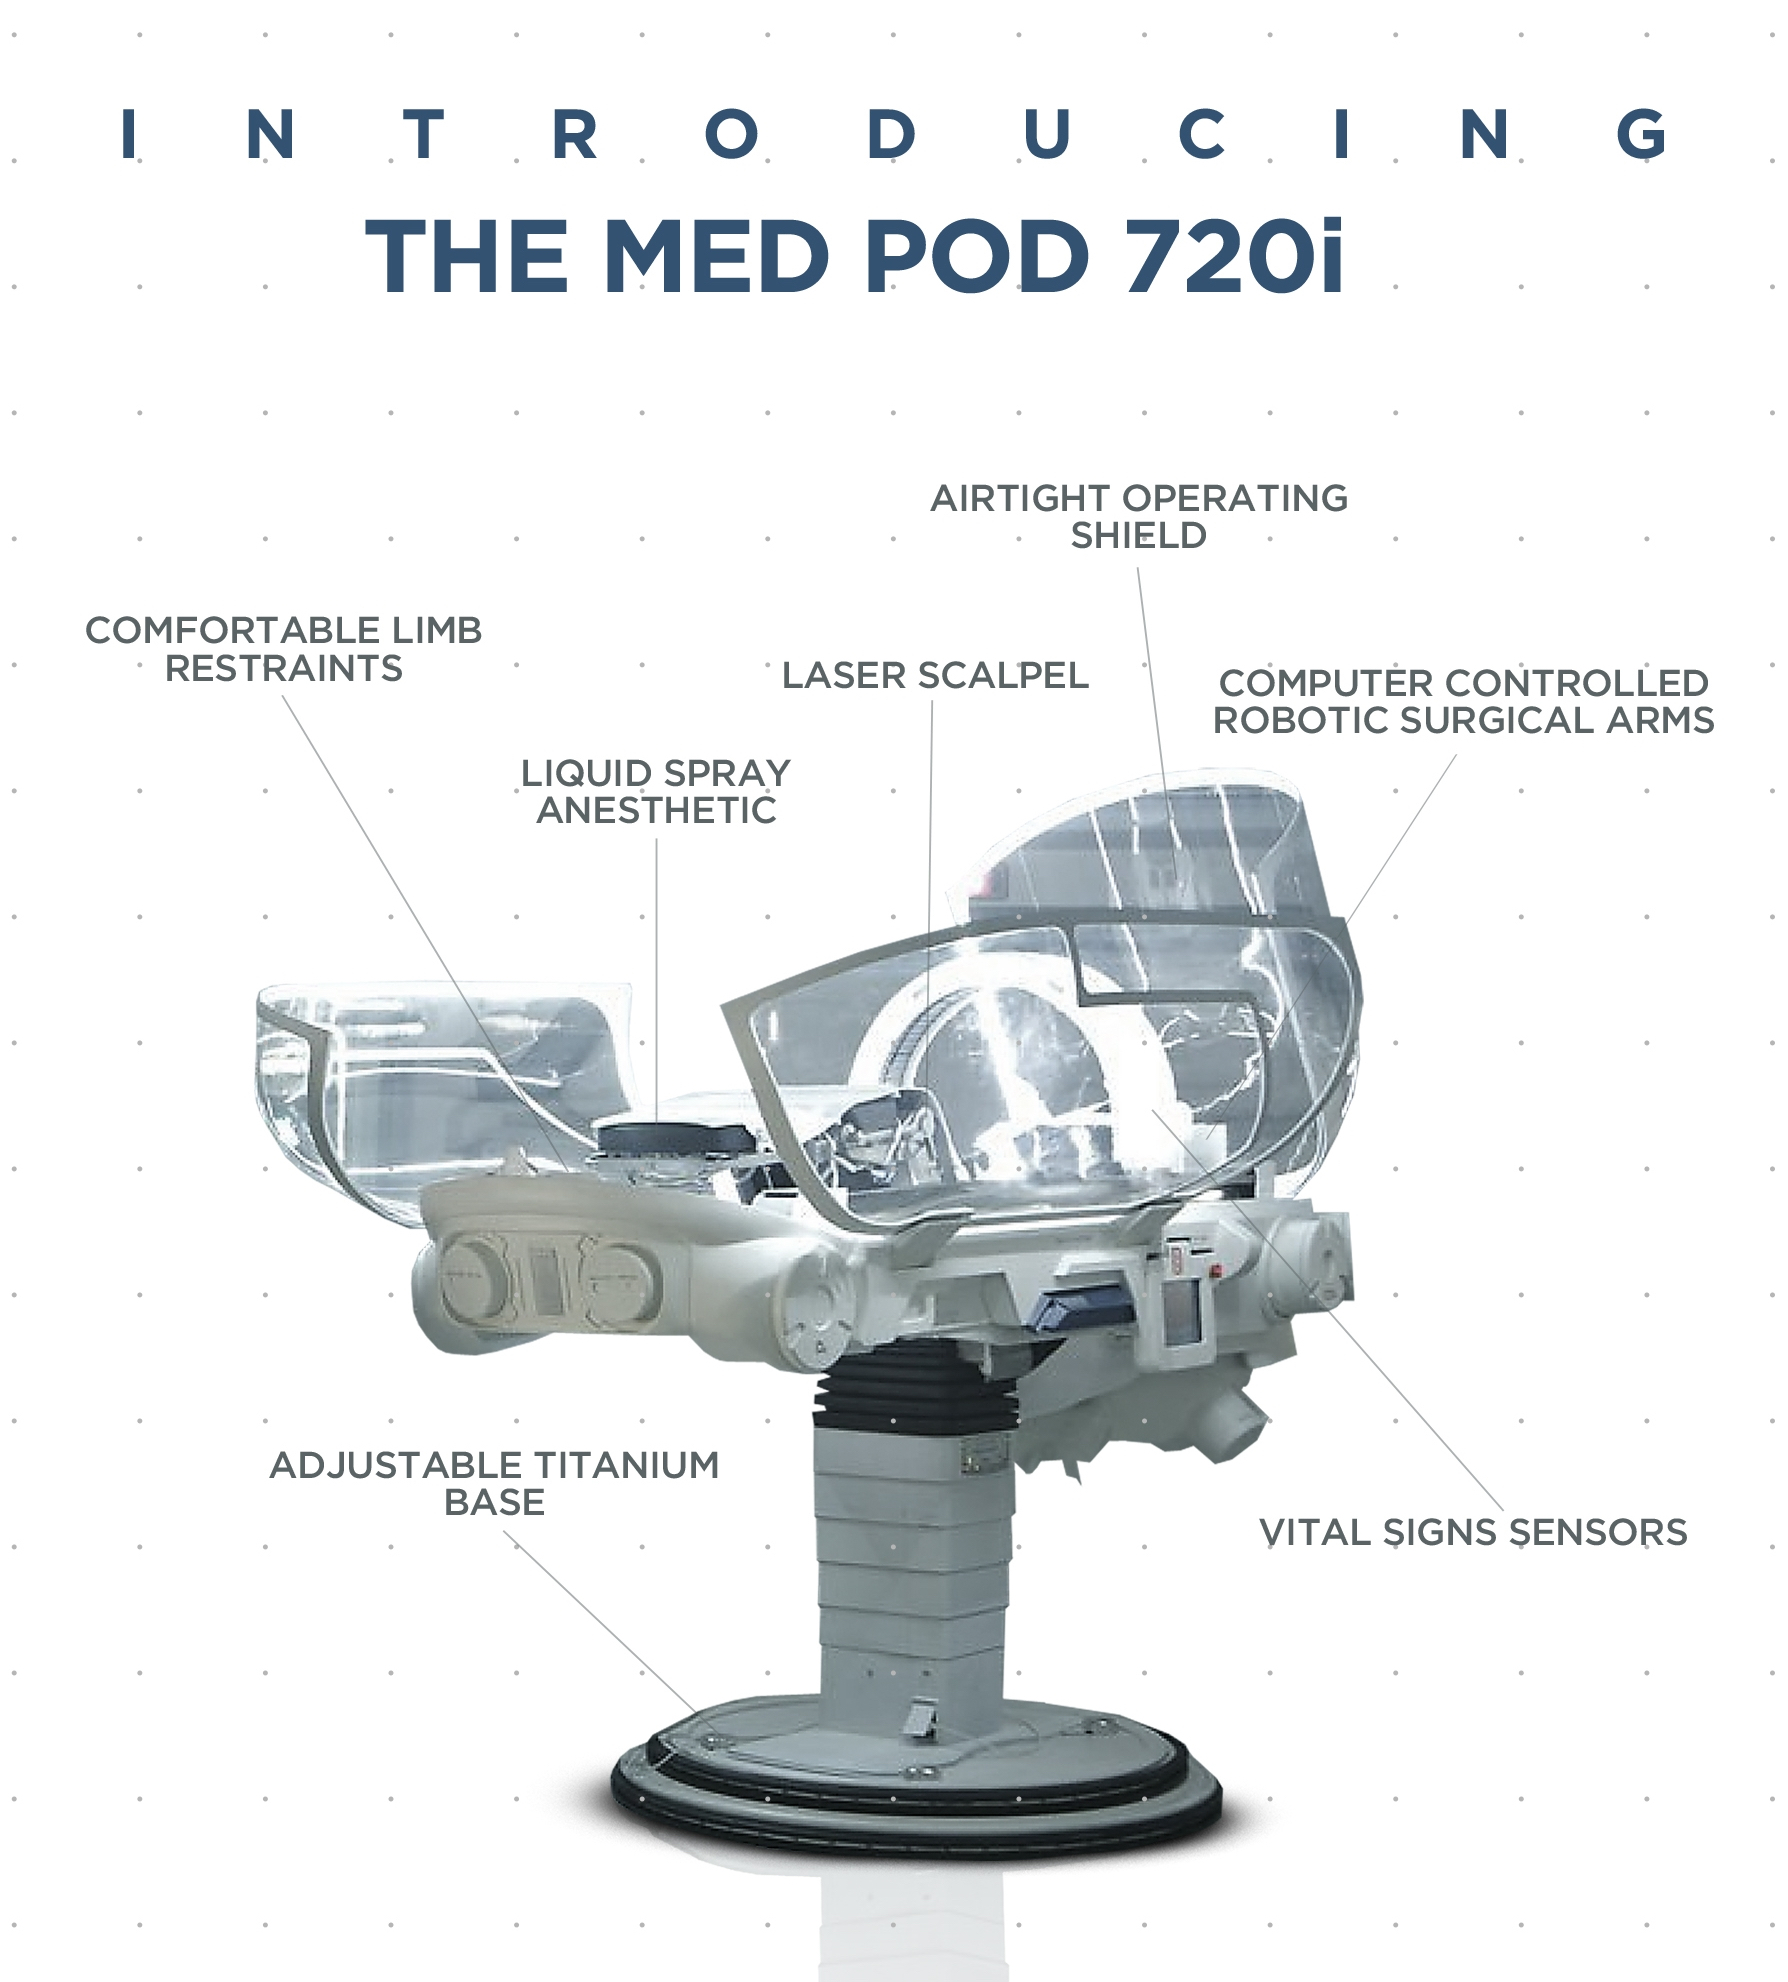 INTRODUCING
THE MED POD 720i
AIRTIGHT OPERATING
SHIELD
COMFORTABLE LIMB
RESTRAINTS
LASER SCALPEL
COMPUTER CONTROLLED
ROBOTIC SURGICAL ARMS
LIQUID SPRAY
ANESTHETIC
ADJUSTABLE TITANIUM
BASE
VITAL SIGNS SENSORS